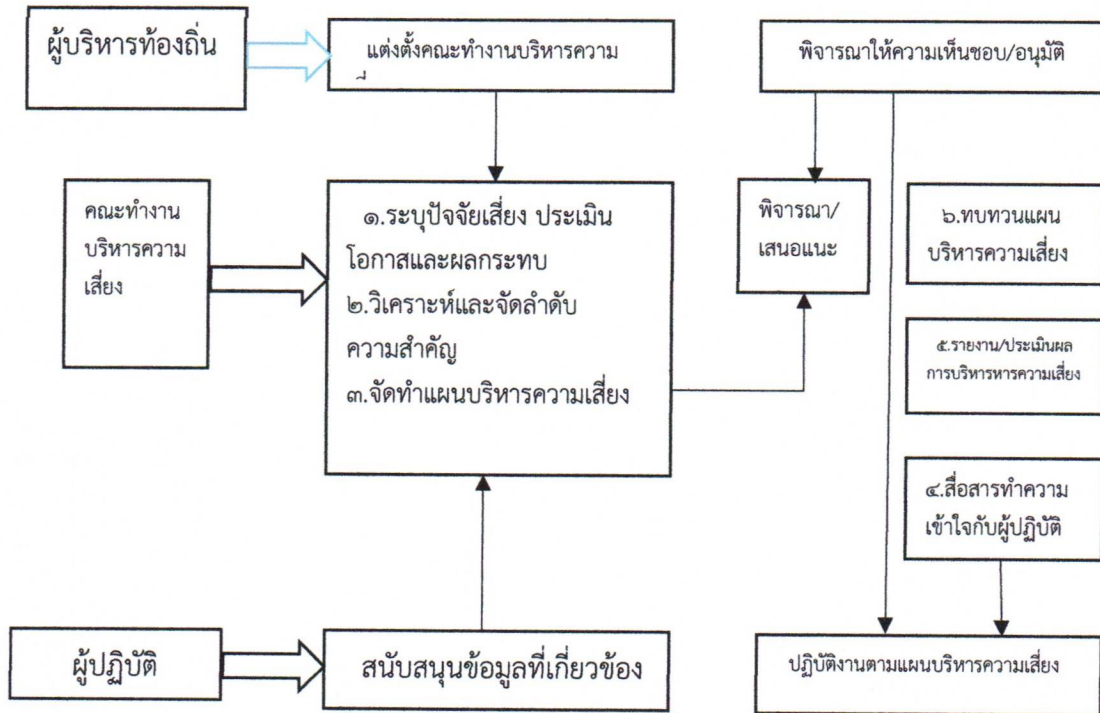 ผู้บริหารท้องถิ่น
แต่งตั้งคณะทำงานบริหารความ
พิจารณาให้ความเห็นชอบ/อนุมัติ
คณะทำงาน
บริหารความ
เสี่ยง
๑.ระบุปัจจัยเสี่ยง ประเมิน
โอกาสและผลกระทบ
๒.วิเคราะห์และจัดลำดับ
ความสำคัญ
๓.จัดทำแผนบริหารความเสี่ยง
พิจารณา/
เสนอแนะ
๖.ทบทวนแผน
บริหารความเสี่ยง
๕.รายงาน/ประเมินผล
การบริหารหารความเสี่ยง
๔.สื่อสารทำความ
เข้าใจกับผู้ปฏิบัติ
ผู้ปฏิบัติ
สนับสนุนข้อมูลที่เกี่ยวข้อง
ปฏิบัติงานตามแผนบริหารความเสี่ยง